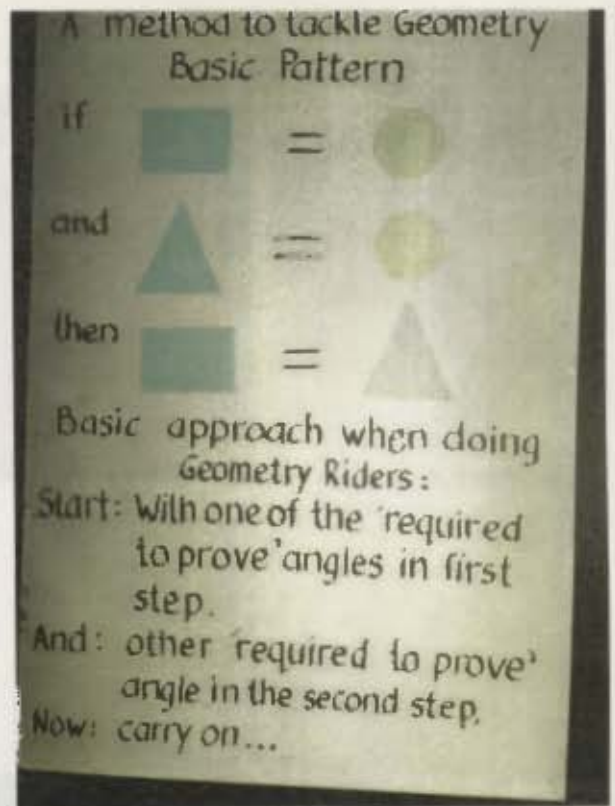 A method to tackle Geometry
Basic Pattern
if =
and =
then =
Basic approach when doing
Geometry Riders:
Start: With one of the 'required
to prove' angles in first
step.
And: other 'required to prove'
angle in the second step.
Now: carry on...